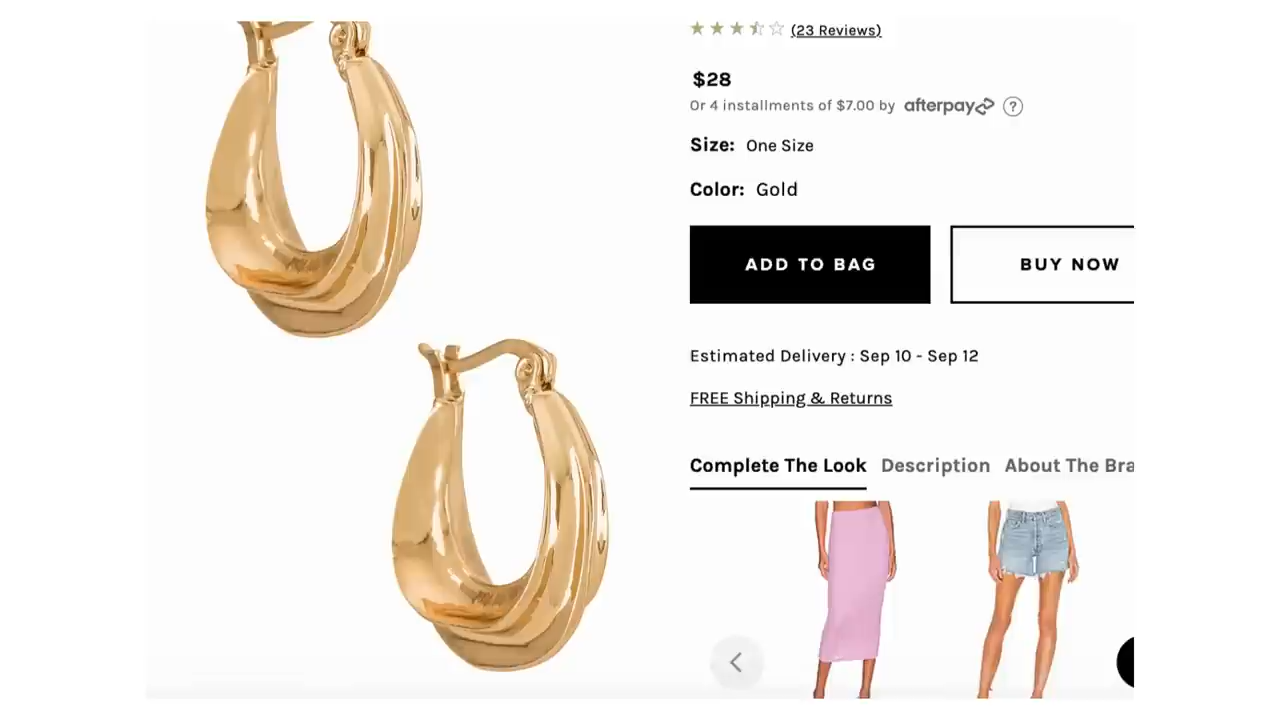 (23 Reviews)
$28
Or 4 installments of $7.00 by afterpay ?
Size: One Size
Color: Gold
ADD TO BAG
BUY NOW
Estimated Delivery : Sep 10 - Sep 12
FREE Shipping & Returns
Complete The Look Description About The Bra